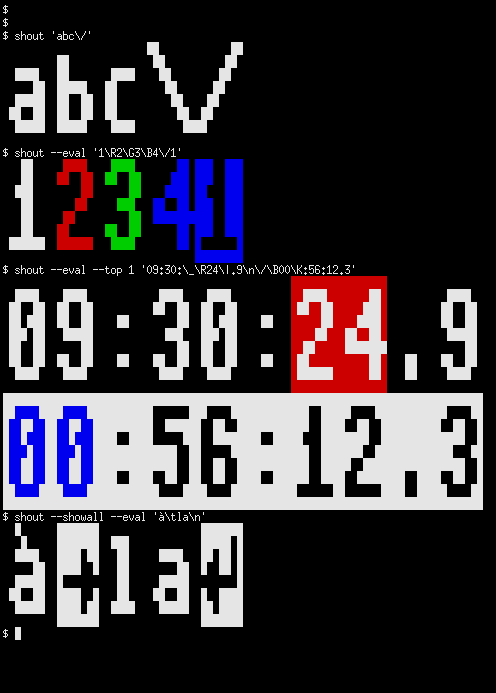 $
$
$ shout 'abc\/'
abc\/
$ shout --eval '1\R2\G3\B4\/1'
12341
$ shout --eval --top 1 '09:30:\_\R24\|.9\n\/\B00\K:56:12.3'
09:30:24.9
00:56:12.3
$ shout --showall --eval 'à\tla\n'
à→la↵
$